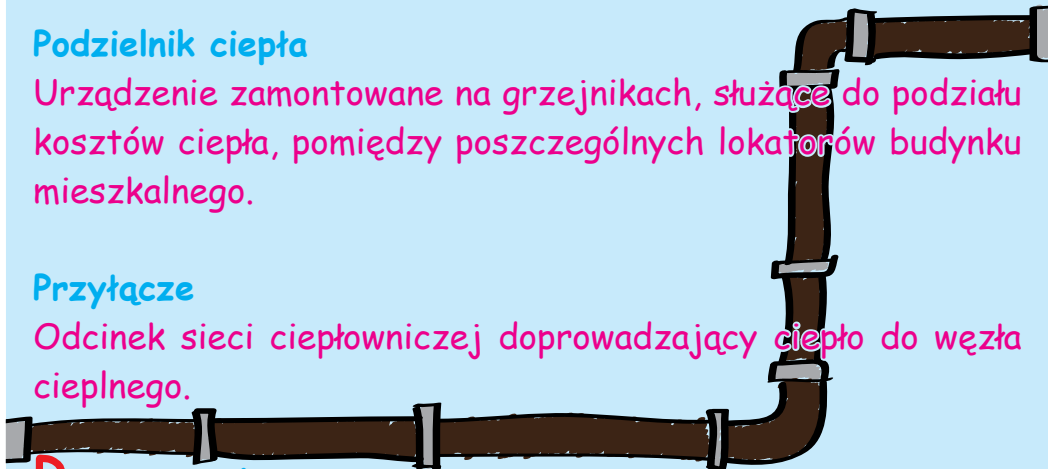 Podzielnik ciepła
Urządzenie zamontowane na grzejnikach, służące do podziału
kosztów ciepła, pomiędzy poszczególnych lokatorów budynku
mieszkalnego.
Przyłącze
Odcinek sieci ciepłowniczej doprowadzający ciepło do węzła
cieplnego.